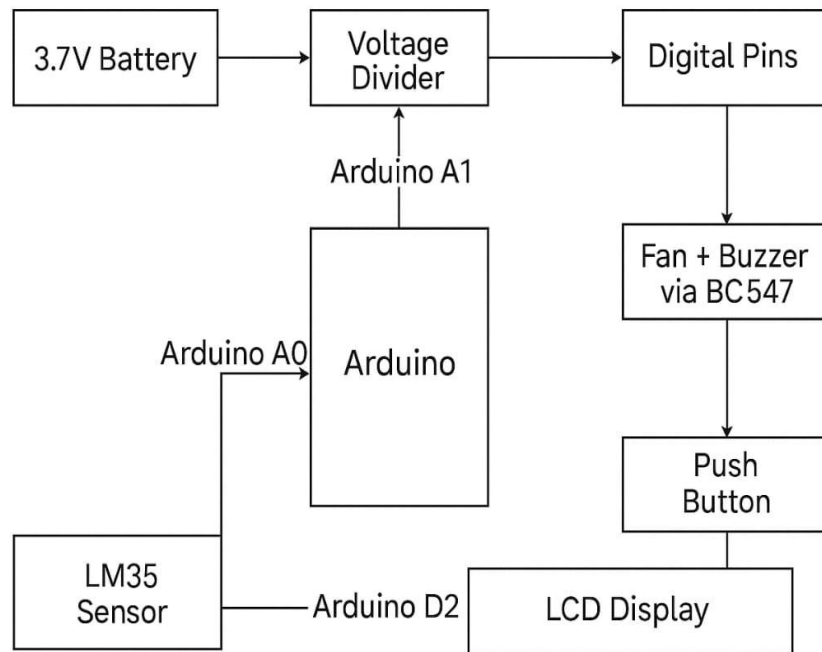 3.7V Battery
Voltage
Divider
Digital Pins
Arduino A1
Fan + Buzzer
via BC547
Arduino A0
Arduino
Push
Button
LM35
Sensor
Arduino D2
LCD Display